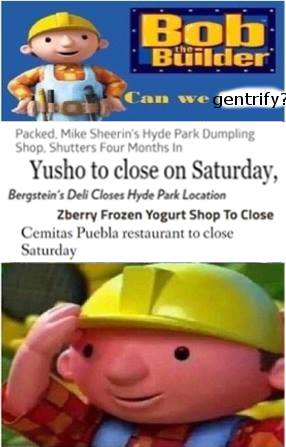 Bob
the
Builder
Can we gentrify?
Packed, Mike Sheerin's Hyde Park Dumpling
Shop, Shutters Four Months In
Yusho to close on Saturday,
Bergstein's Deli Closes Hyde Park Location
Zberry Frozen Yogurt Shop To Close
Cemitas Puebla restaurant to close
Saturday